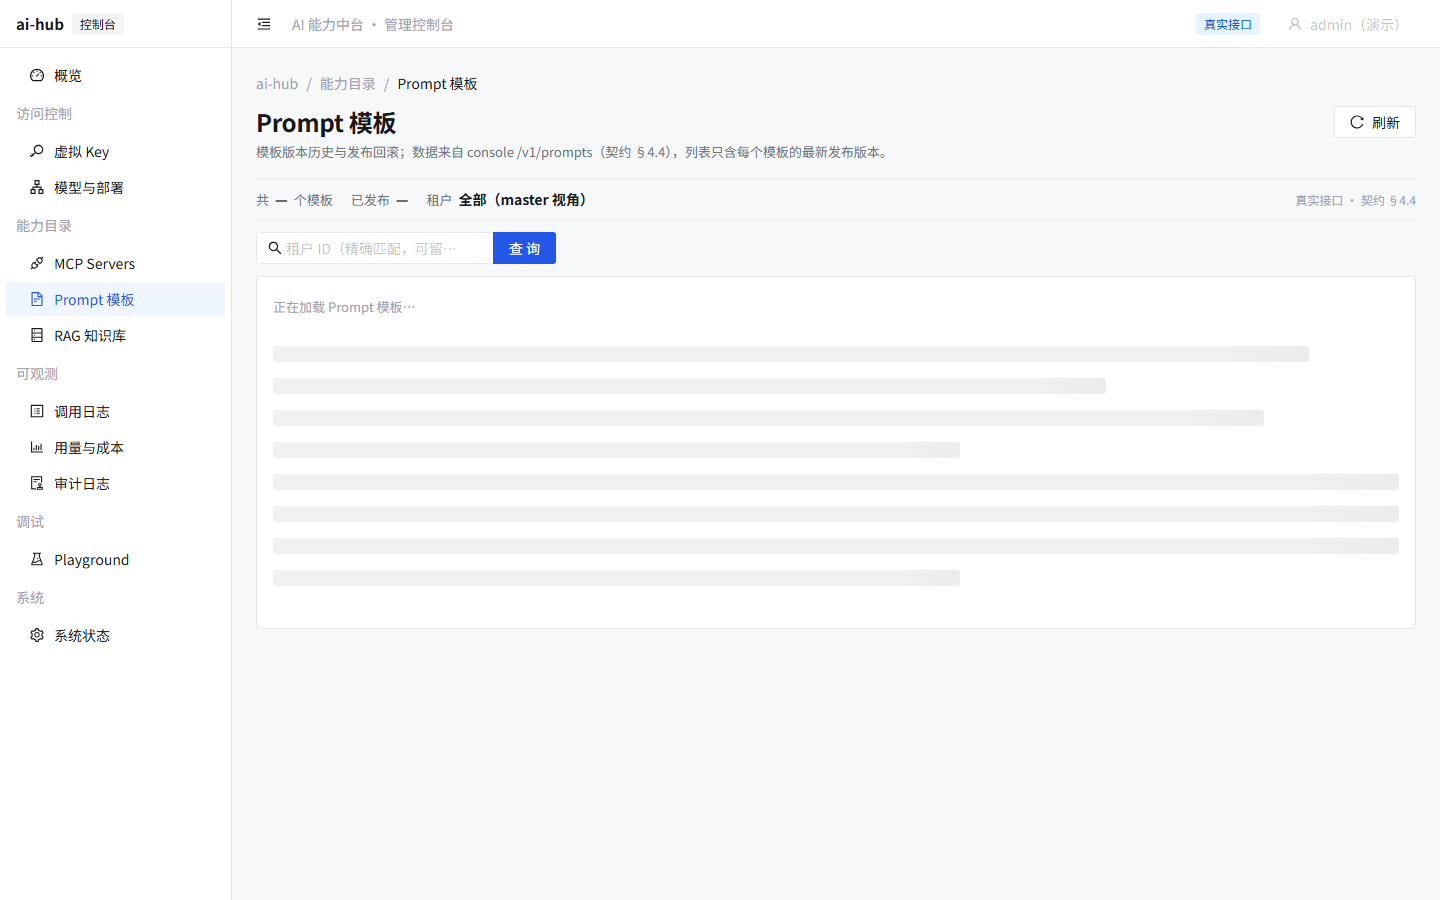 ai-hub 控制台
AI 能力中台 · 管理控制台
真实接口
admin（演示）
概览
访问控制
虚拟 Key
模型与部署
能力目录
MCP Servers
Prompt 模板
RAG 知识库
可观测
调用日志
用量与成本
审计日志
调试
Playground
系统
系统状态
ai-hub / 能力目录 / Prompt 模板
Prompt 模板
刷新
模板版本历史与发布回滚；数据来自 console /v1/prompts（契约 §4.4），列表只含每个模板的最新发布版本。
共 — 个模板 已发布 — 租户 全部（master 视角）
真实接口 · 契约 §4.4
租户 ID（精确匹配，可留…
查 询
正在加载 Prompt 模板…